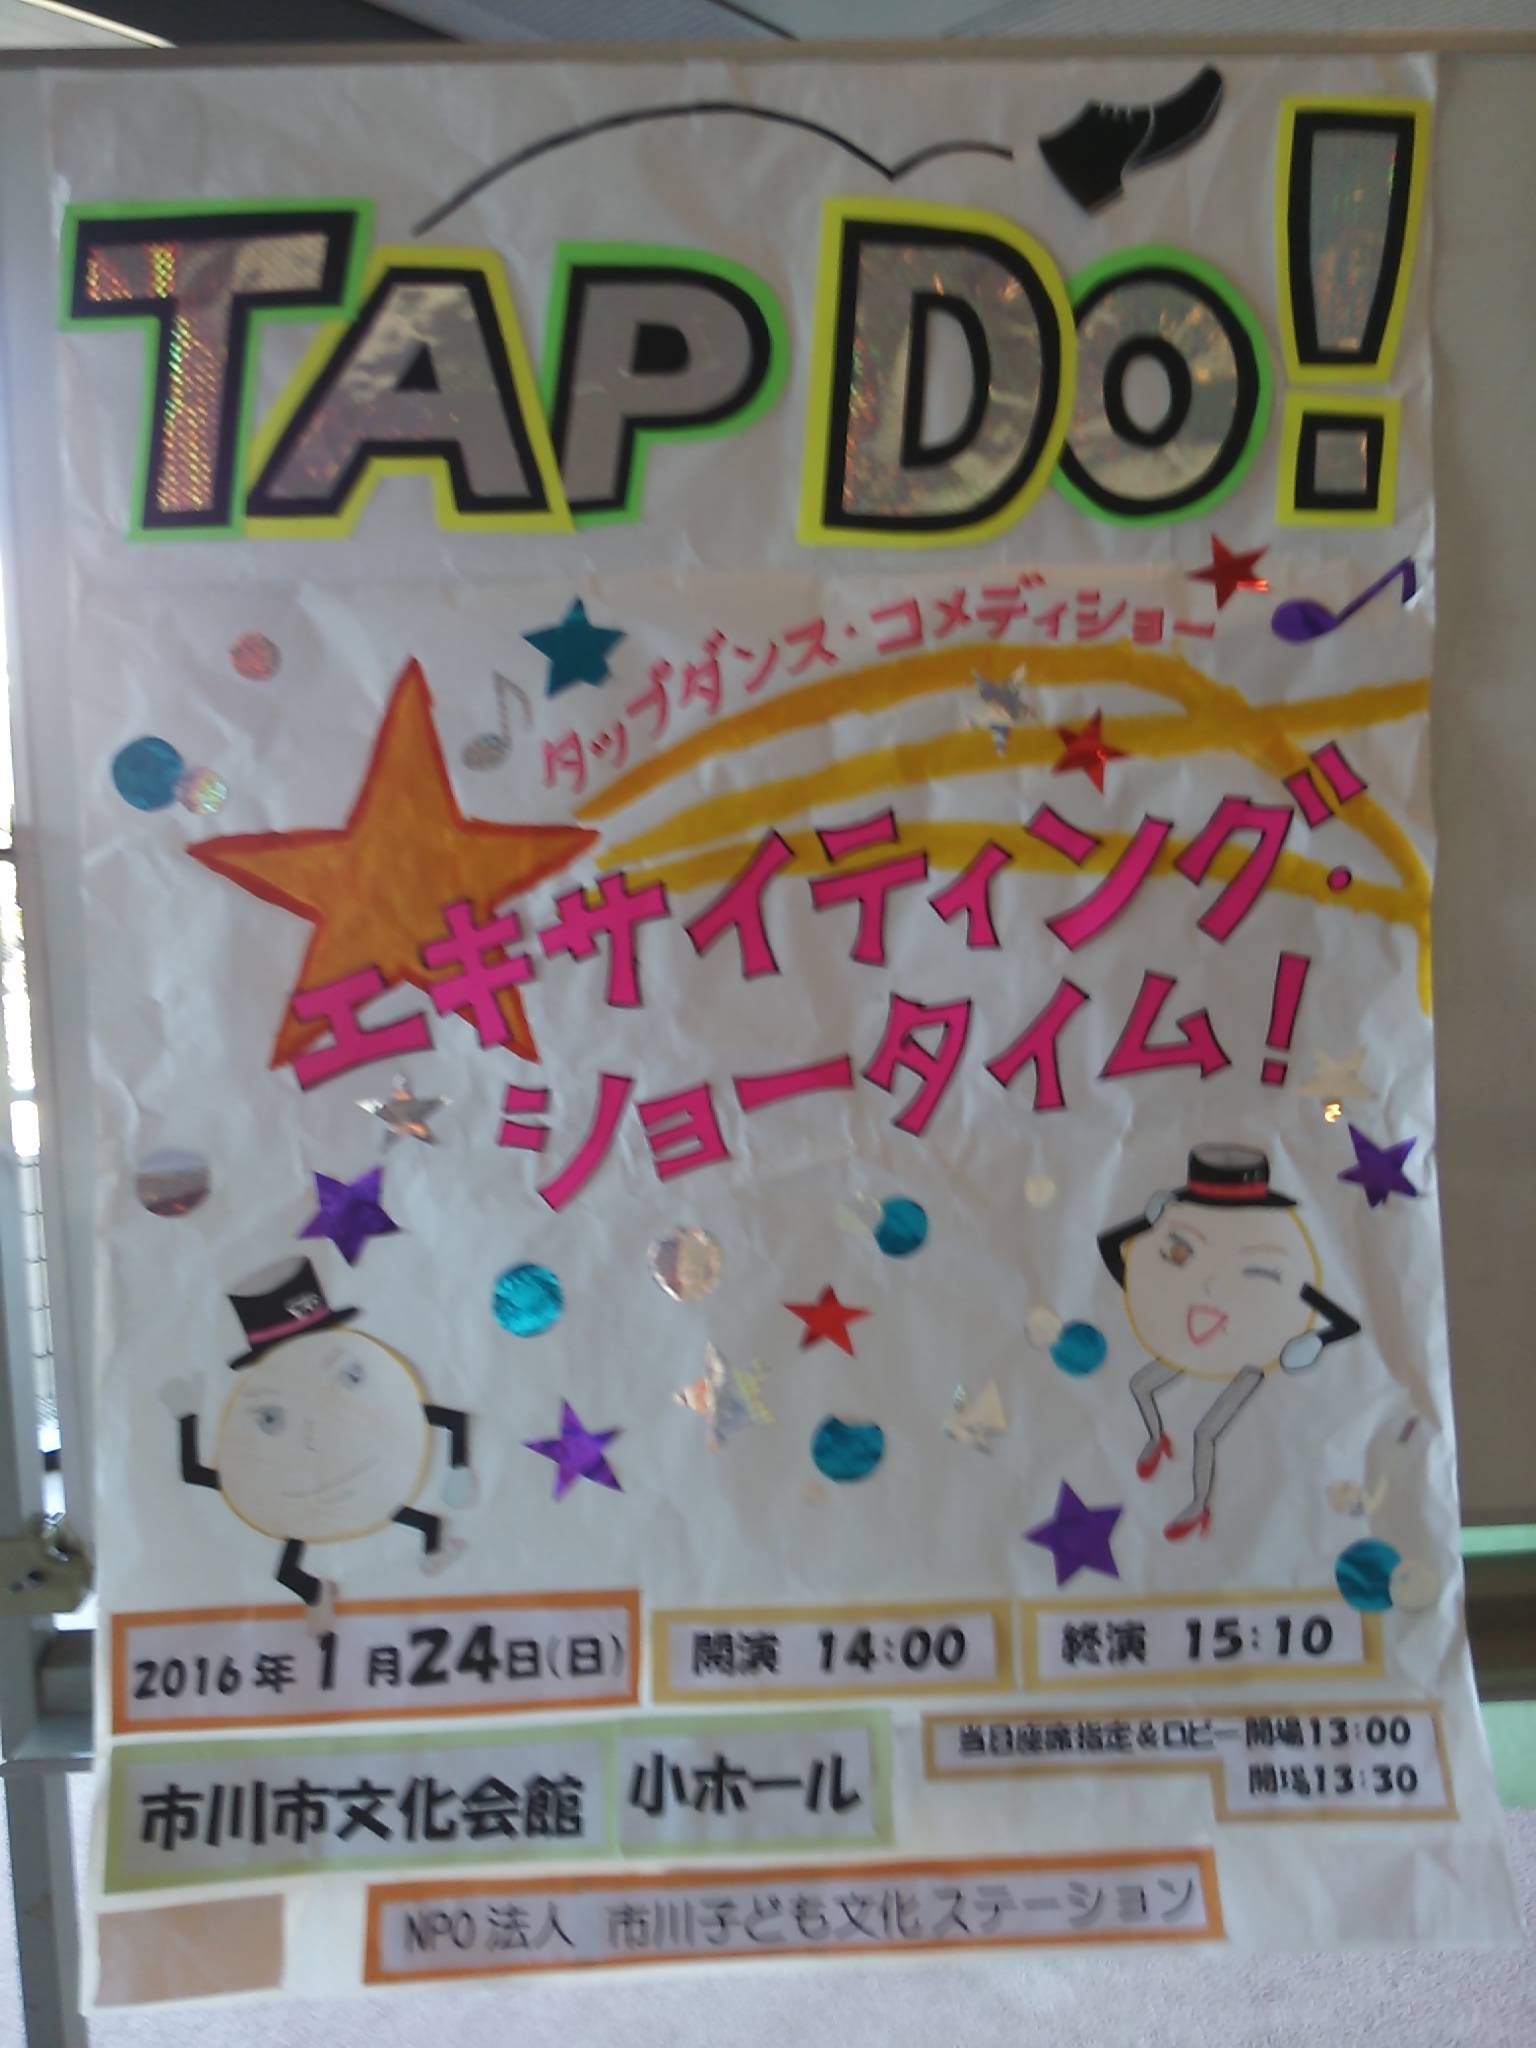 TAP DO!
タップダンス・コメディショー
エキサイティング・
ショータイム!
2016年1月24日(日)
開演 14:00
終演 15:10
市川市文化会館 小ホール
当日座席指定&ロビー開場13:00
開場13:30
NPO法人 市川子ども文化ステーション